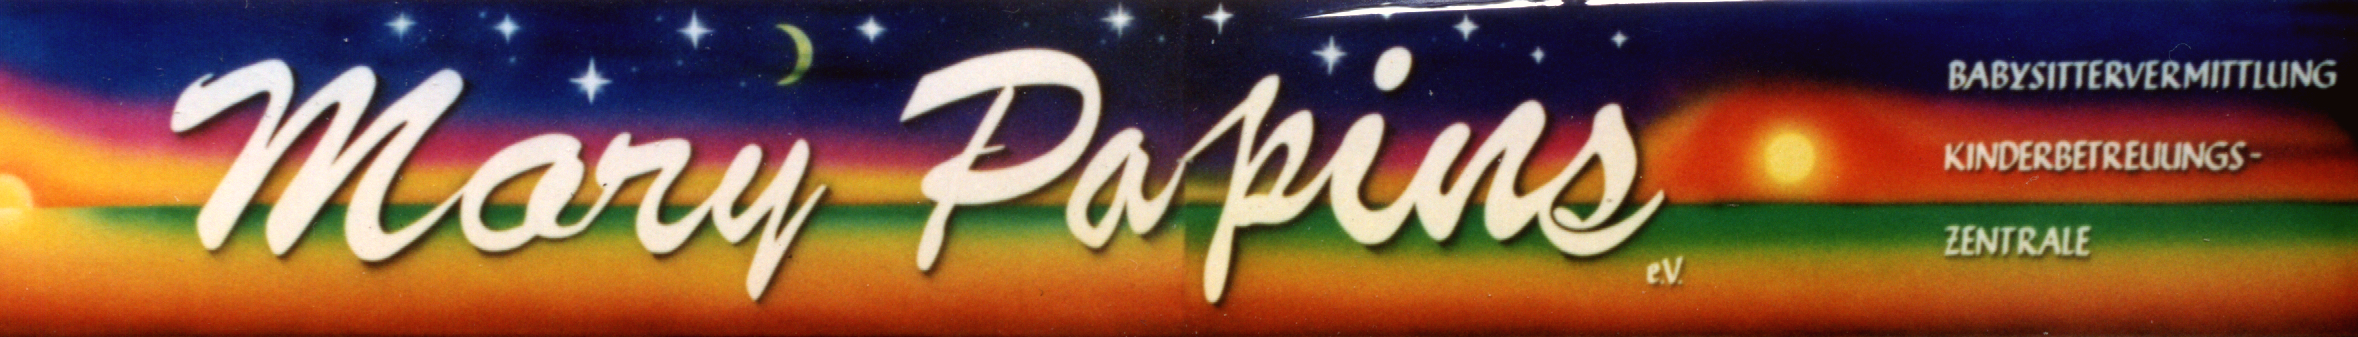 Mary Papins
e.V.
BABYSITTERVERMITTLUNG
KINDERBETREUUNGS-
ZENTRALE